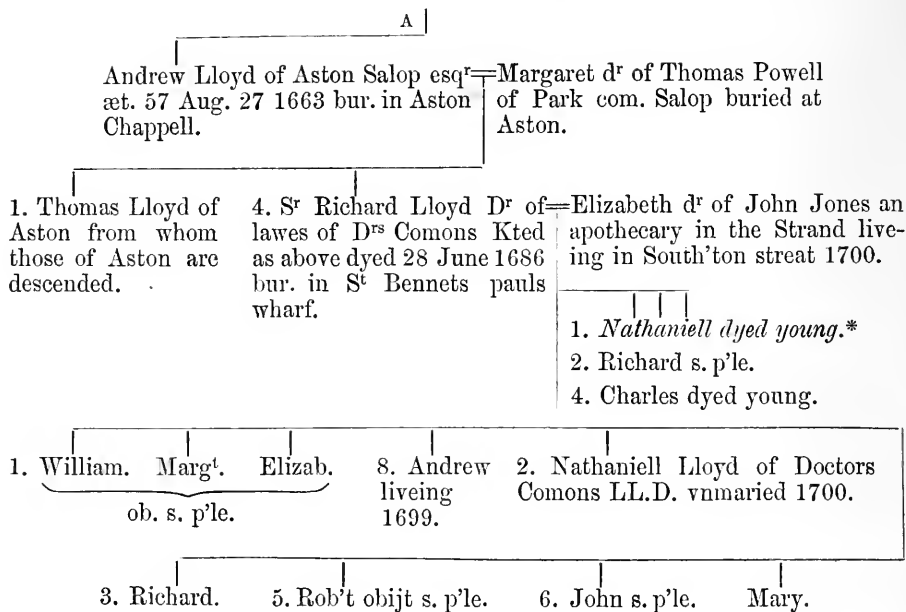 A
Andrew Lloyd of Aston Salop esqʳ
æt. 57 Aug. 27 1663 bur. in Aston
Chappell.
Margaret dʳ of Thomas Powell
of Park com. Salop buried at
Aston.
1. Thomas Lloyd of
Aston from whom
those of Aston are
descended.
4. Sʳ Richard Lloyd Dʳ of
lawes of Dʳˢ Comons Kted
as above dyed 28 June 1686
bur. in Sᵗ Bennets pauls
wharf.
Elizabeth dʳ of John Jones an
apothecary in the Strand live-
ing in South'ton streat 1700.
1. Nathaniell dyed young.*
2. Richard s. p'le.
4. Charles dyed young.
1. William. Margᵗ. Elizab.
ob. s. p'le.
8. Andrew
liveing
1699.
2. Nathaniell Lloyd of Doctors
Comons LL.D. vnmaried 1700.
3. Richard. 5. Rob't obijt s. p'le. 6. John s. p'le. Mary.